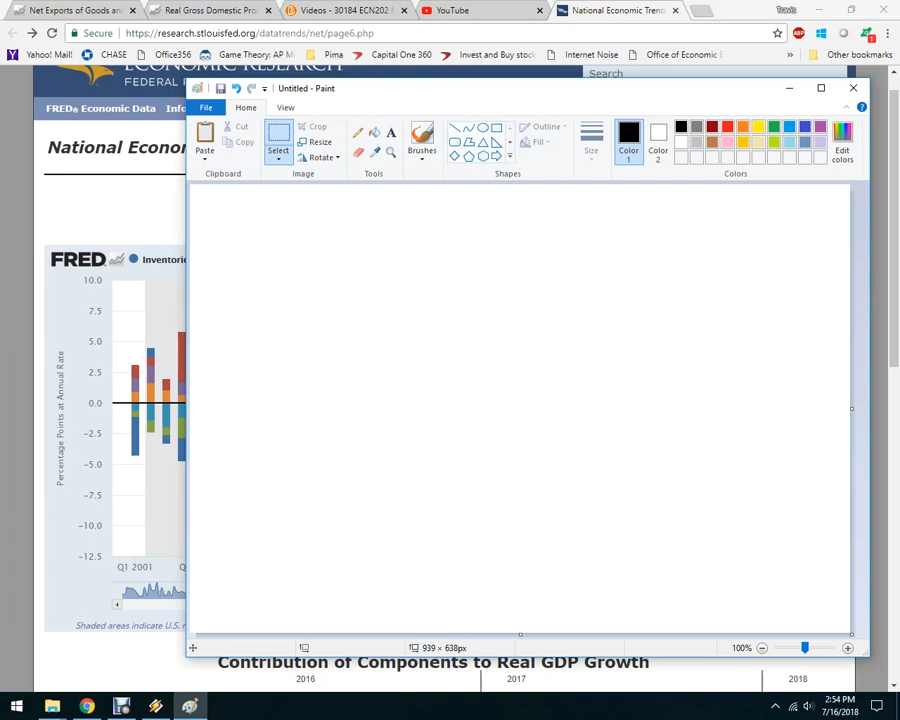 Net Exports of Goods an
Real Gross Domestic Pro
Videos - 30184 ECN202
YouTube
National Economic Trend
Travis
Secure
https://research.stlouisfed.org/datatrends/net/page6.php
ABP
1
Yahoo! Mail!
CHASE
Office356
Game Theory: AP M
Pima
Capital One 360
Invest and Buy stock
Internet Noise
Office of Economic
»
Other bookmarks
ECONOMIC RESEARCH
FEDERAL
Search
FRED® Economic Data
Info
National Econo
Untitled - Paint
File
Home
View
Paste
Cut
Copy
Clipboard
Select
Crop
Resize
Rotate
Image
A
Tools
Brushes
Outline
Fill
Shapes
Size
Color
1
Color
2
Edit
colors
Colors
FRED
Inventorie
Percentage Points at Annual Rate
10.0
7.5
5.0
2.5
0.0
-2.5
-5.0
-7.5
-10.0
-12.5
Q1 2001
Q
Shaded areas indicate U.S. r
939 × 638px
100%
Contribution of Components to Real GDP Growth
2016
2017
2018
2:54 PM
7/16/2018